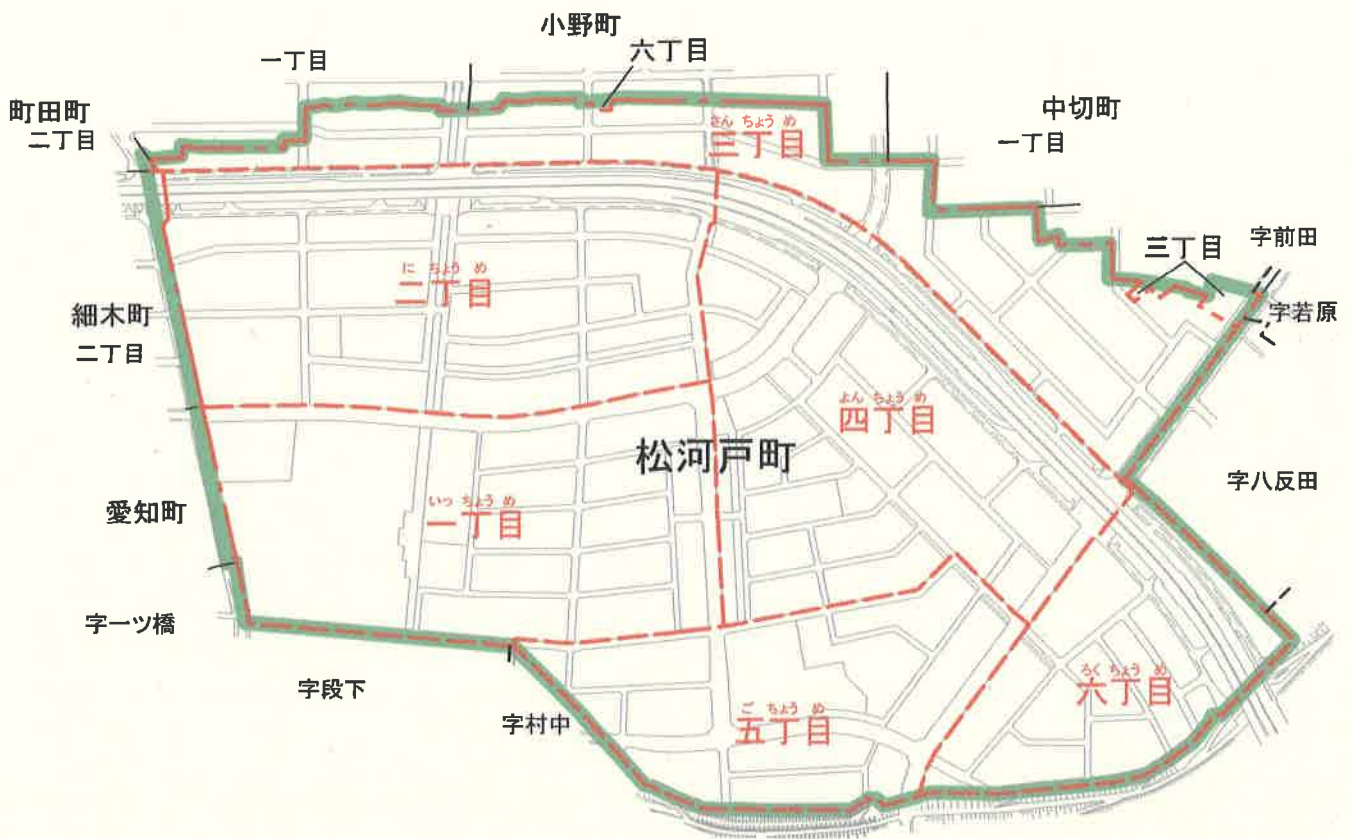 小野町
一丁目
六丁目
町田町
二丁目
中切町
一丁目
さん ちょう め
三丁目
三丁目
字前田
字若原
に ちょう め
二丁目
細木町
二丁目
よん ちょう め
四丁目
松河戸町
字八反田
いっ ちょう め
一丁目
愛知町
字一ツ橋
字段下
字村中
ご ちょう め
五丁目
ろく ちょう め
六丁目